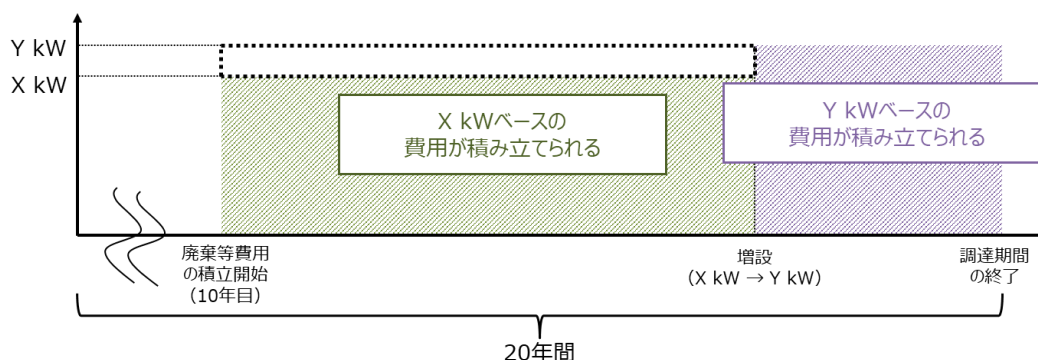 Y kW
X kW
X kWベースの
費用が積み立てられる
Y kWベースの
費用が積み立てられる
廃棄等費用
の積立開始
（10年目）
増設
（X kW → Y kW）
調達期間
の終了
20年間